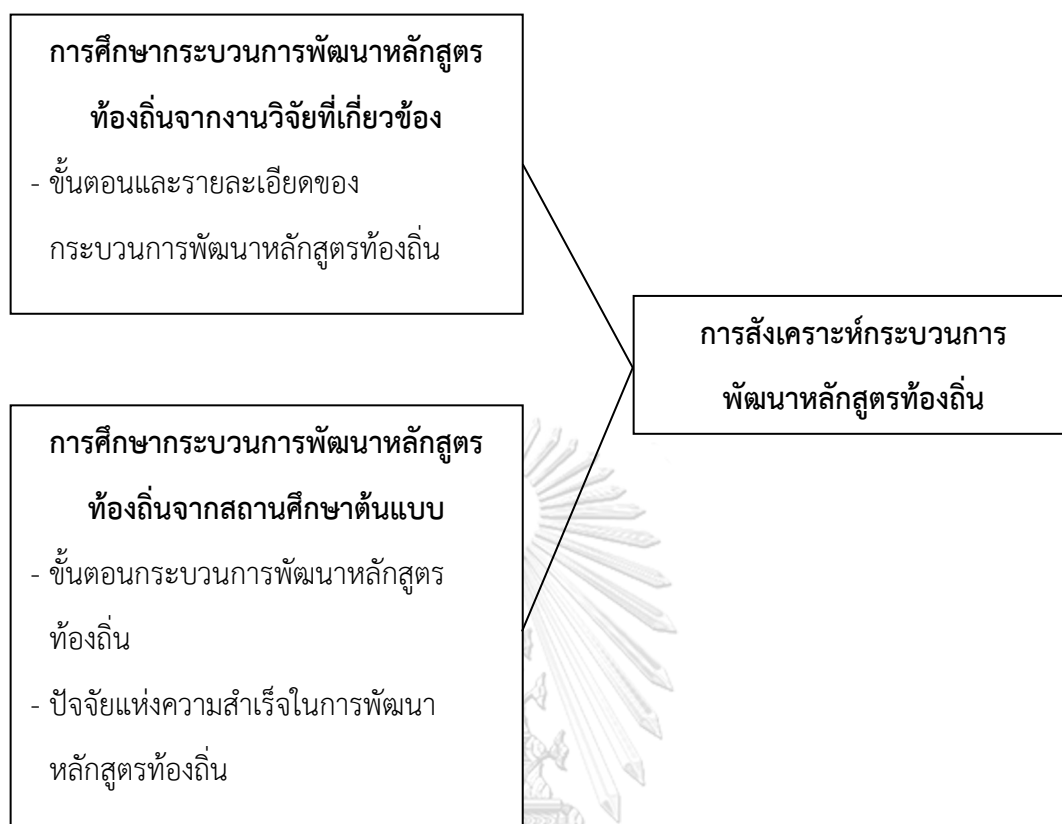 การศึกษากระบวนการพัฒนาหลักสูตร
ท้องถิ่นจากงานวิจัยที่เกี่ยวข้อง
- ขั้นตอนและรายละเอียดของ
กระบวนการพัฒนาหลักสูตรท้องถิ่น
การศึกษากระบวนการพัฒนาหลักสูตร
ท้องถิ่นจากสถานศึกษาต้นแบบ
- ขั้นตอนกระบวนการพัฒนาหลักสูตร
ท้องถิ่น
- ปัจจัยแห่งความสำเร็จในการพัฒนา
หลักสูตรท้องถิ่น
การสังเคราะห์กระบวนการ
พัฒนาหลักสูตรท้องถิ่น